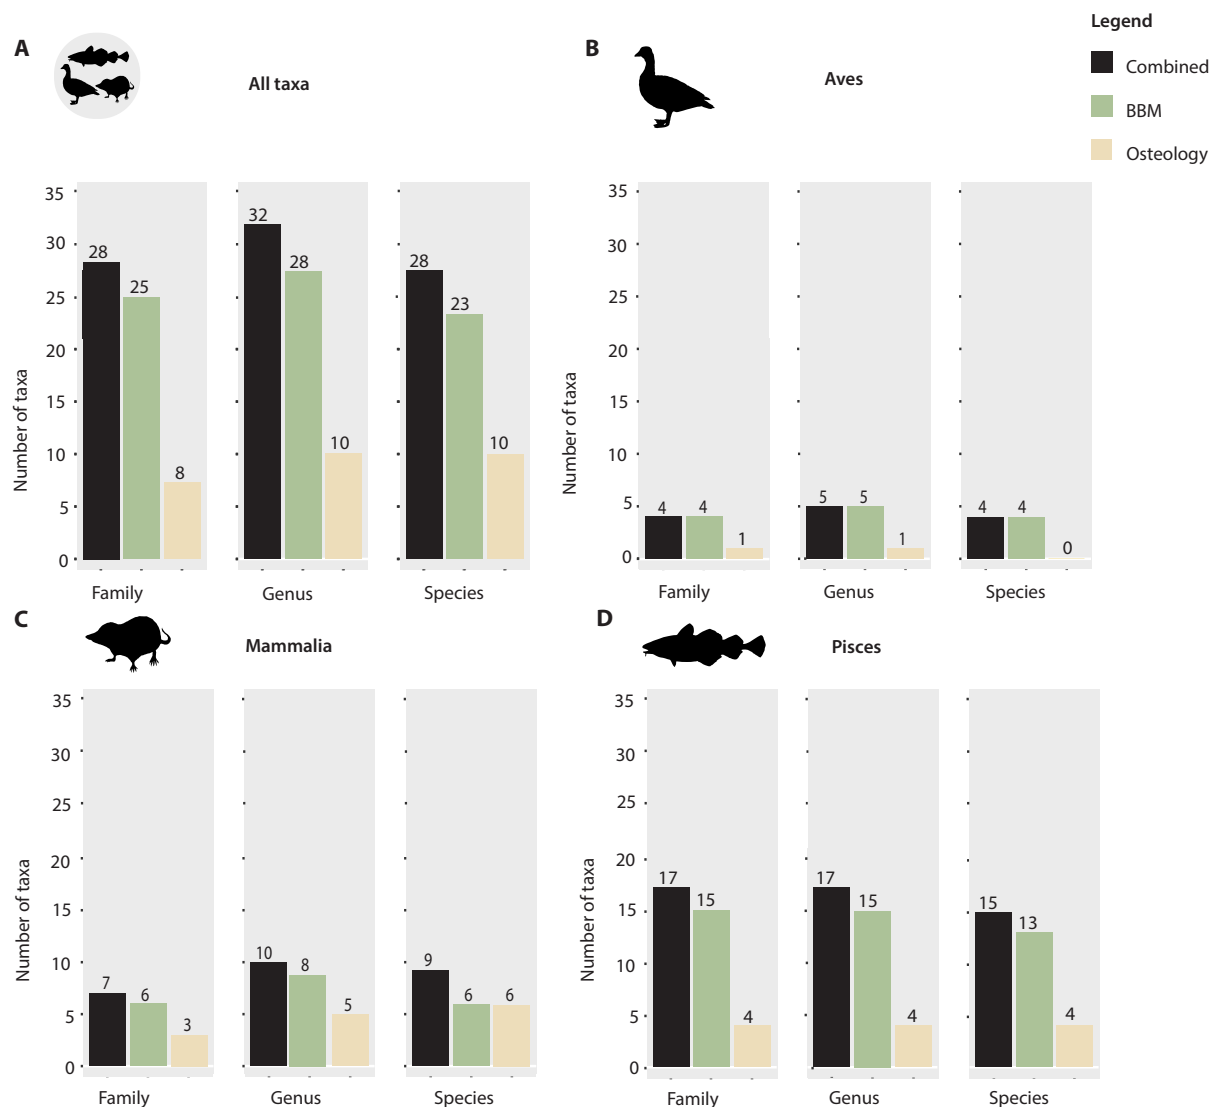 Legend
Combined
BBM
Osteology
A
All taxa
Number of taxa
35
30
25
20
15
10
5
0
28
25
8
Family
32
28
10
Genus
28
23
10
Species
B
Aves
Number of taxa
35
30
25
20
15
10
5
0
4
4
1
Family
5
5
1
Genus
4
4
0
Species
C
Mammalia
Number of taxa
35
30
25
20
15
10
5
0
7
6
3
Family
10
8
5
Genus
9
6
6
Species
D
Pisces
Number of taxa
35
30
25
20
15
10
5
0
17
15
4
Family
17
15
4
Genus
15
13
4
Species